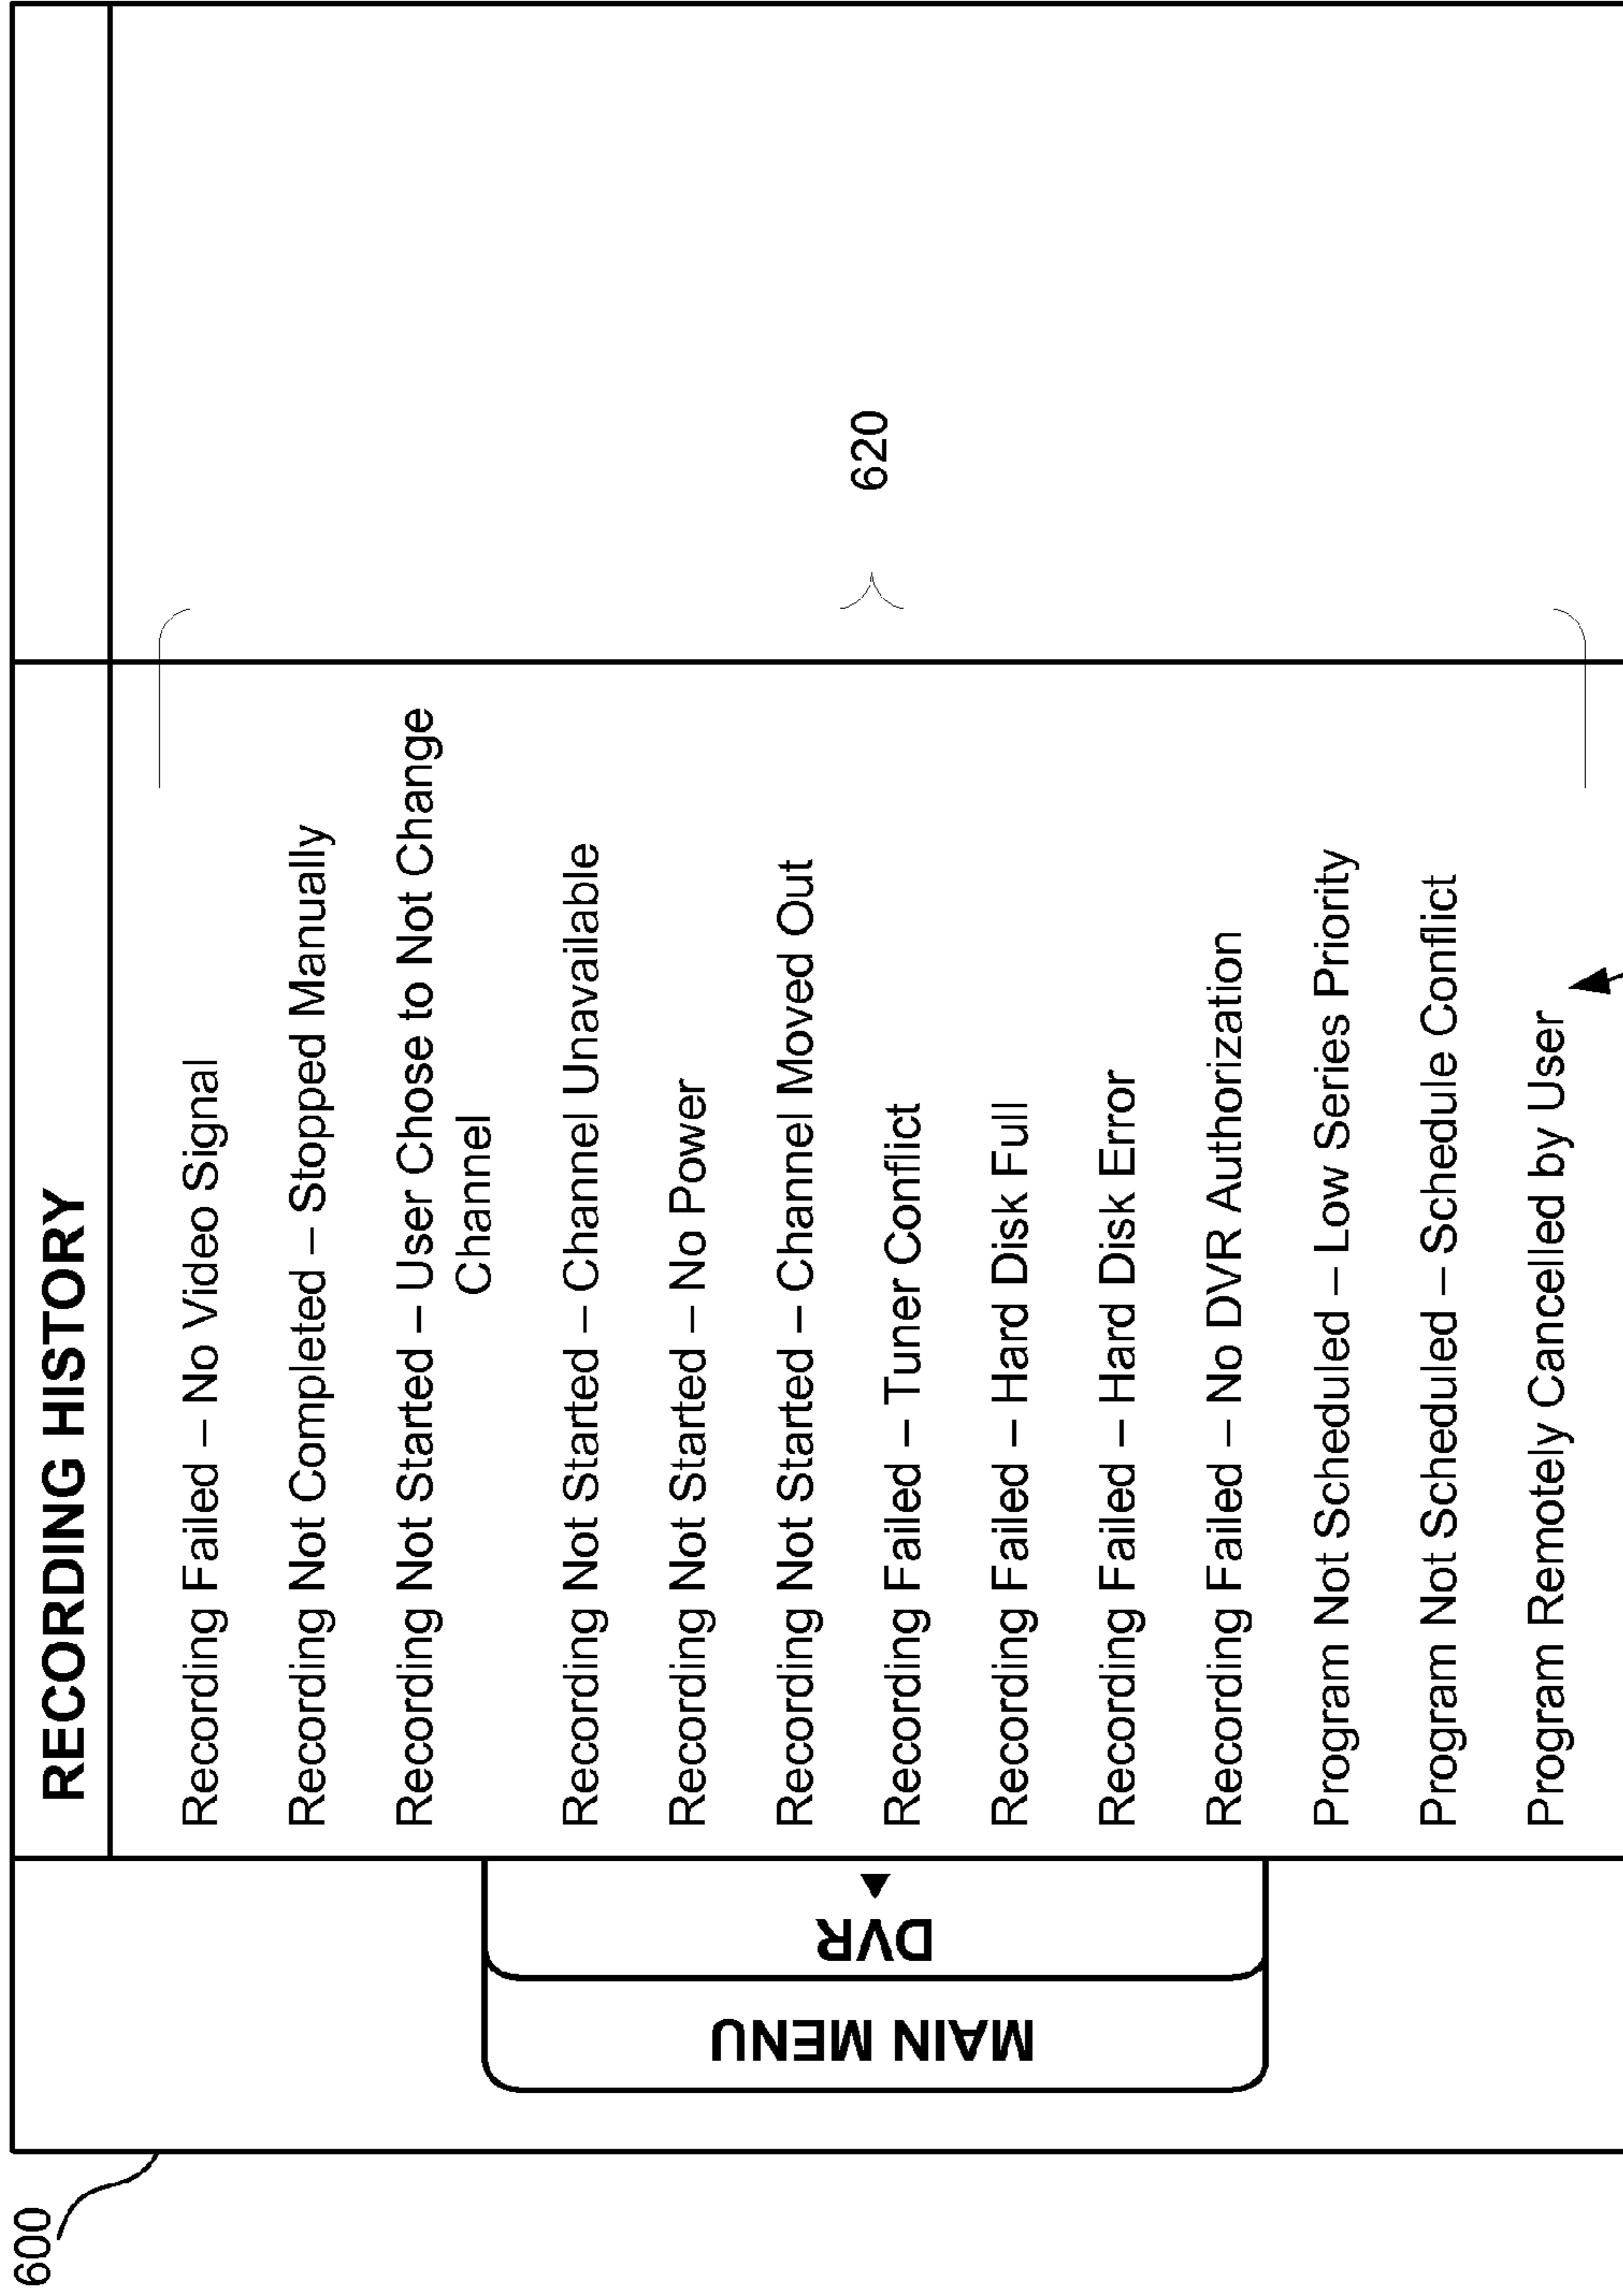 600
RECORDING HISTORY
MAIN MENU
DVR
Recording Failed – No Video Signal
Recording Not Completed – Stopped Manually
Recording Not Started – User Chose to Not Change
Channel
Recording Not Started – Channel Unavailable
Recording Not Started – No Power
Recording Not Started – Channel Moved Out
Recording Failed – Tuner Conflict
Recording Failed – Hard Disk Full
Recording Failed – Hard Disk Error
Recording Failed – No DVR Authorization
Program Not Scheduled – Low Series Priority
Program Not Scheduled – Schedule Conflict
Program Remotely Cancelled by User
620